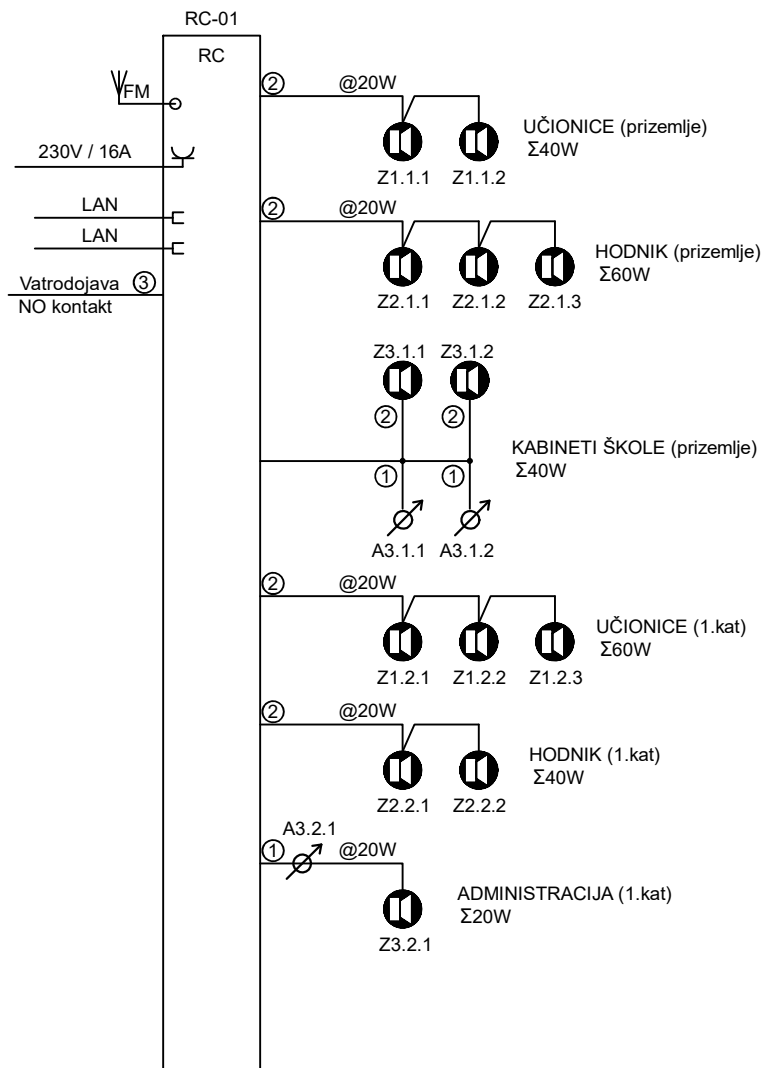 RC-01
RC
FM
230V / 16A
LAN
LAN
Vatrodojava 3
NO kontakt
2 @20W
Z1.1.1 Z1.1.2
UČIONICE (prizemlje)
Σ40W
2 @20W
Z2.1.1 Z2.1.2 Z2.1.3
HODNIK (prizemlje)
Σ60W
Z3.1.1 Z3.1.2
2 2
1 1
A3.1.1 A3.1.2
KABINETI ŠKOLE (prizemlje)
Σ40W
2 @20W
Z1.2.1 Z1.2.2 Z1.2.3
UČIONICE (1.kat)
Σ60W
2 @20W
Z2.2.1 Z2.2.2
HODNIK (1.kat)
Σ40W
A3.2.1
1 @20W
Z3.2.1
ADMINISTRACIJA (1.kat)
Σ20W